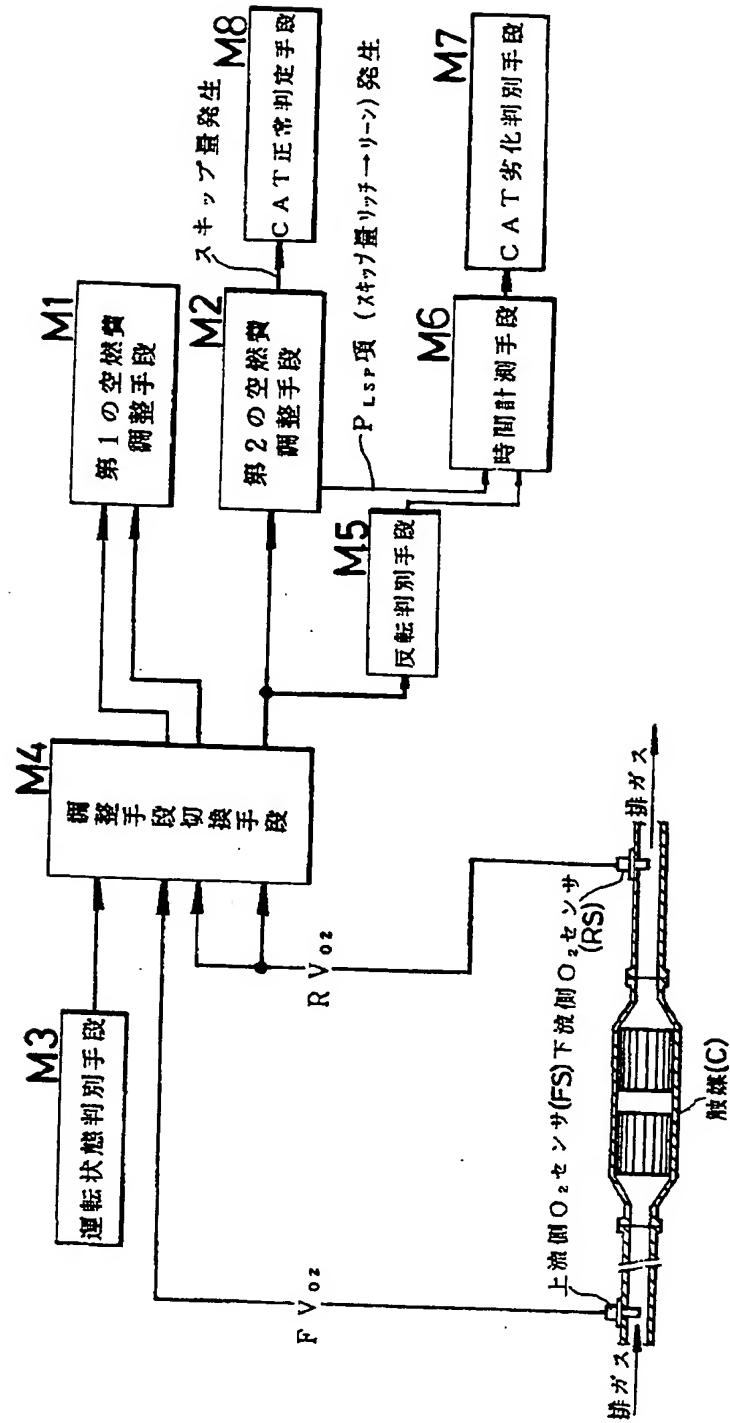 M3
運転状態判別手段
M4
調整手段切換手段
M1
第1の空燃費
調整手段
M2
第2の空燃費
調整手段
スキップ量発生
M8
CAT正常判定手段
PLSP項 (スキップ量リッチ→リーン)発生
M5
反転判別手段
M6
時間計測手段
M7
CAT劣化判別手段
F VO2
R VO2
上流側O2センサ(FS)
下流側O2センサ
(RS)
排ガス
排ガス
触媒(C)